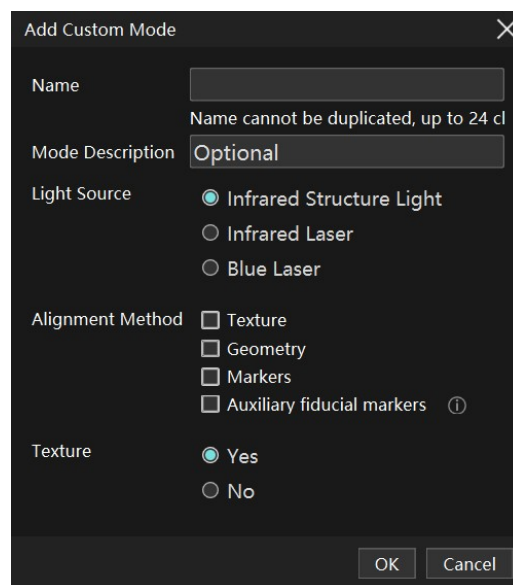 Add Custom Mode
Name
Name cannot be duplicated, up to 24 cl
Mode Description Optional
Light Source Infrared Structure Light
Infrared Laser
Blue Laser
Alignment Method Texture
Geometry
Markers
Auxiliary fiducial markers
Texture Yes
No
OK Cancel